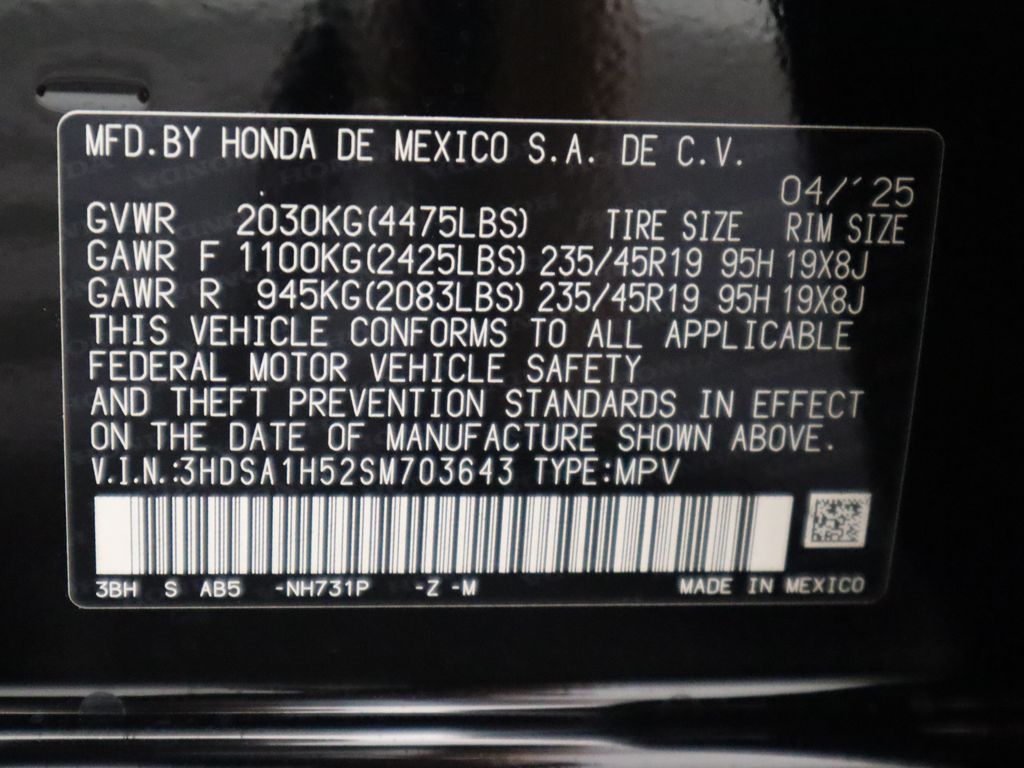 MFD.BY HONDA DE MEXICO S.A. DE C.V.
04/'25
GVWR 2030KG(4475LBS) TIRE SIZE RIM SIZE
GAWR F 1100KG(2425LBS) 235/45R19 95H 19X8J
GAWR R 945KG(2083LBS) 235/45R19 95H 19X8J
THIS VEHICLE CONFORMS TO ALL APPLICABLE
FEDERAL MOTOR VEHICLE SAFETY
AND THEFT PREVENTION STANDARDS IN EFFECT
ON THE DATE OF MANUFACTURE SHOWN ABOVE.
V.I.N.:3HDSA1H52SM703643 TYPE:MPV
3BH S AB5 -NH731P -Z -M MADE IN MEXICO